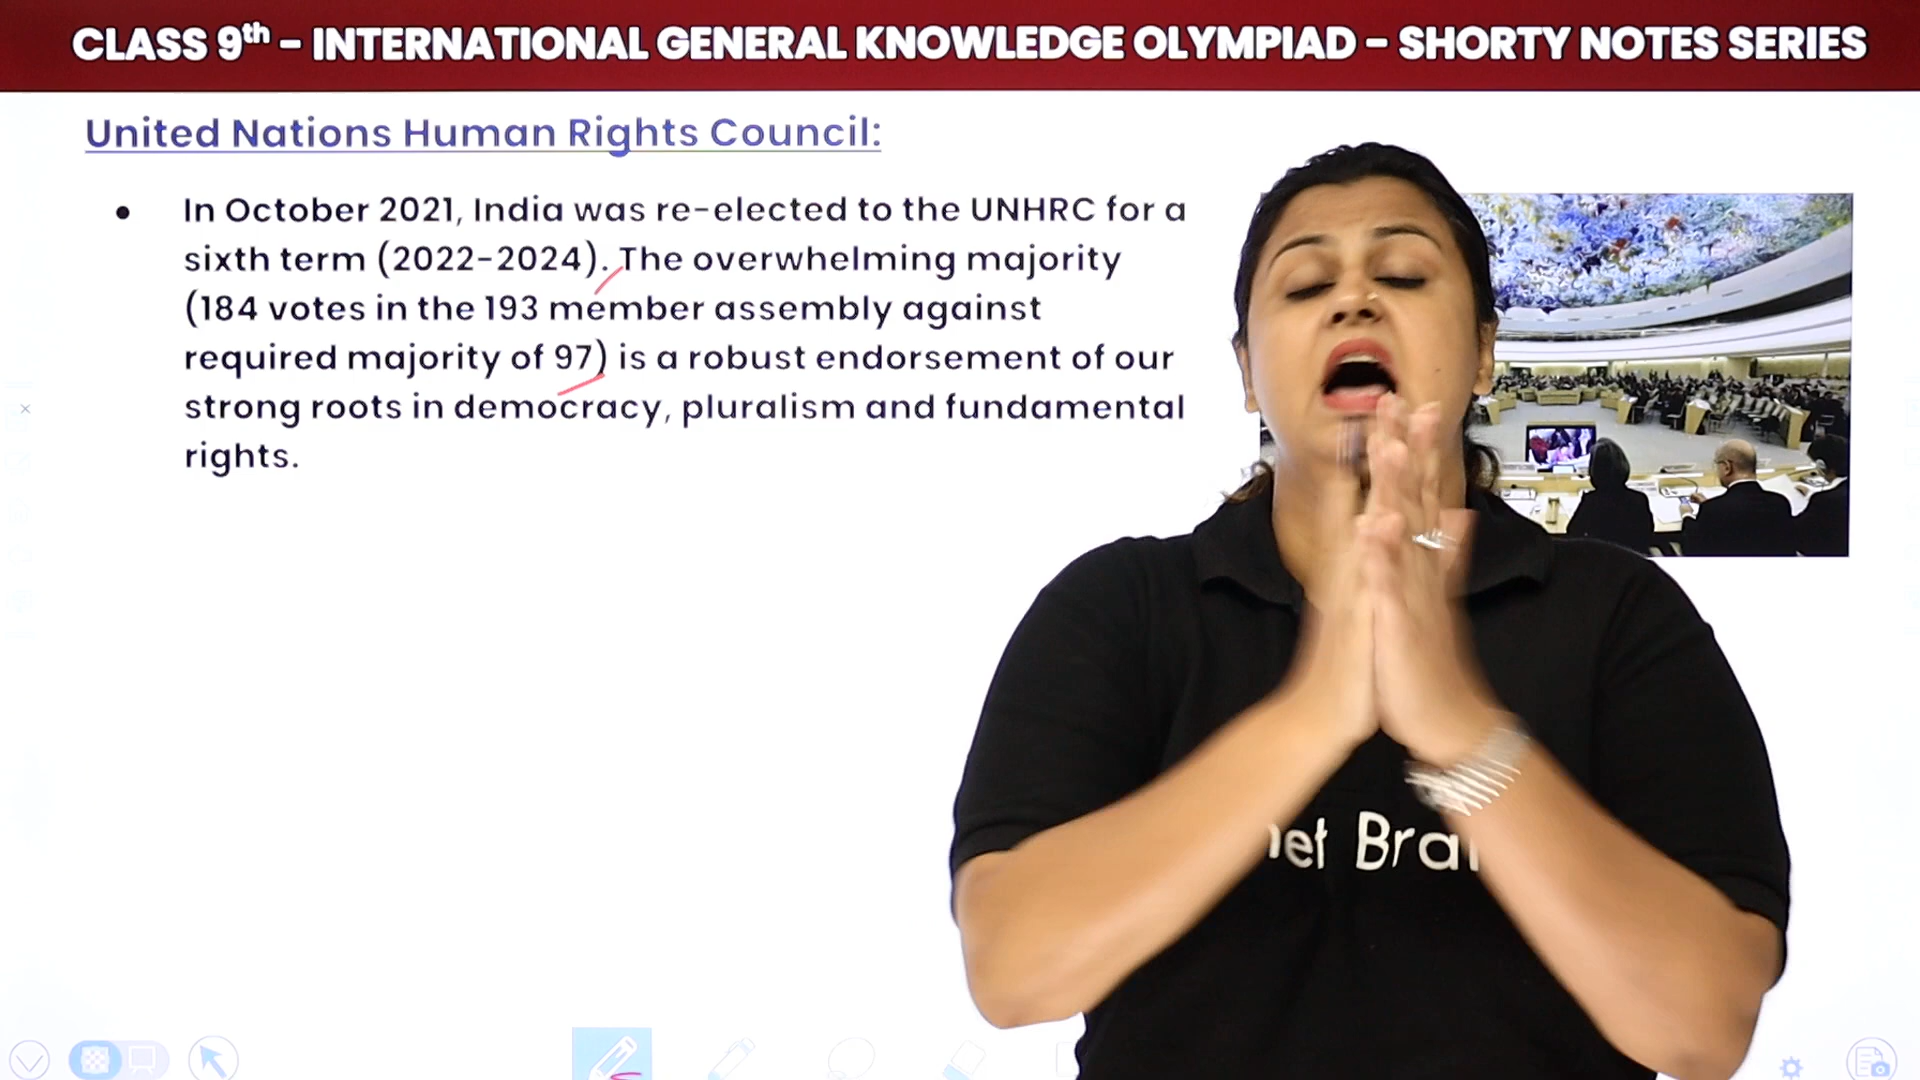 CLASS 9th – INTERNATIONAL GENERAL KNOWLEDGE OLYMPIAD – SHORTY NOTES SERIES
United Nations Human Rights Council:
• In October 2021, India was re-elected to the UNHRC for a
sixth term (2022-2024). The overwhelming majority
(184 votes in the 193 member assembly against
required majority of 97) is a robust endorsement of our
strong roots in democracy, pluralism and fundamental
rights.